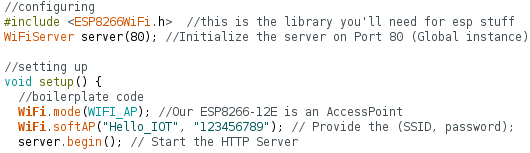 //configuring
#include <ESP8266WiFi.h>  //this is the library you'll need for esp stuff
WiFiServer server(80); //Initialize the server on Port 80 (Global instance)

//setting up
void setup() {
  //boilerplate code
  WiFi.mode(WIFI_AP); //Our ESP8266-12E is an AccessPoint
  WiFi.softAP("Hello_IOT", "123456789"); // Provide the (SSID, password);
  server.begin(); // Start the HTTP Server